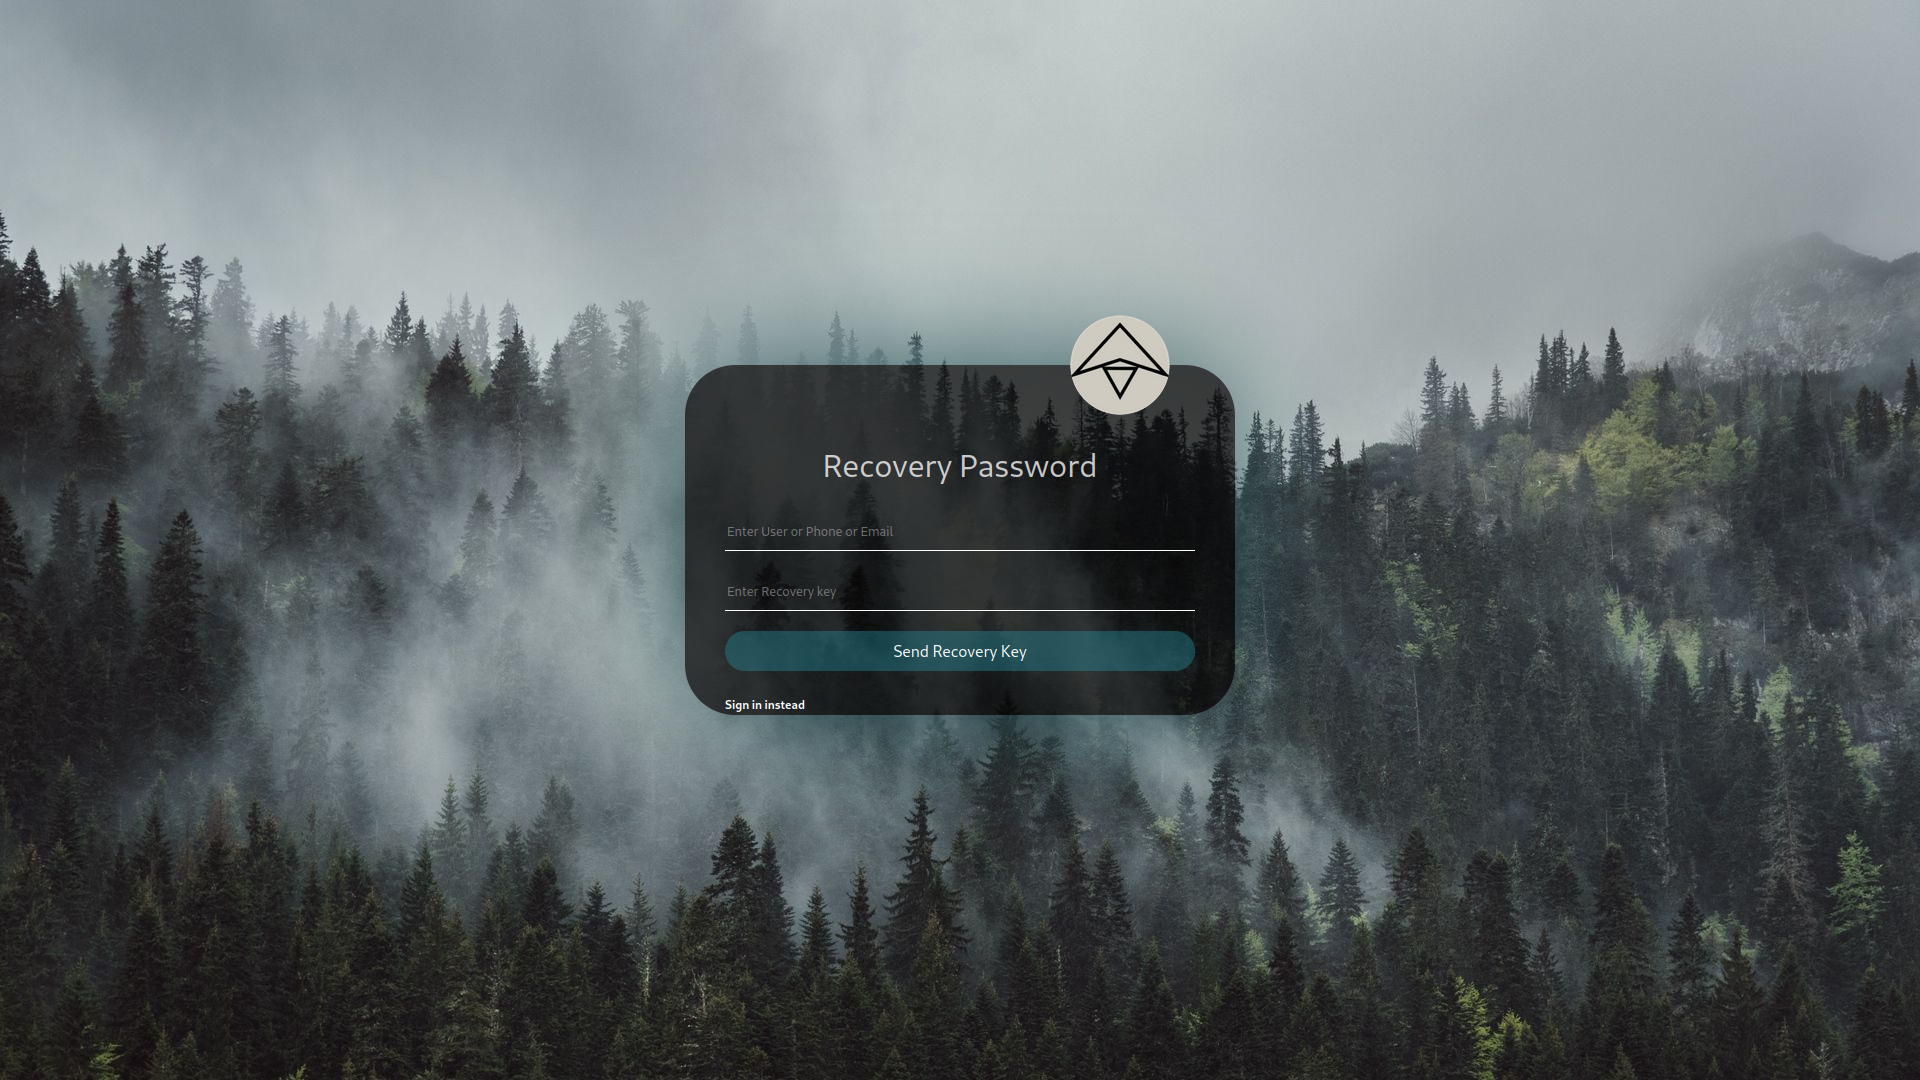 Recovery Password
Enter User or Phone or Email
Enter Recovery key
Send Recovery Key
Sign in instead